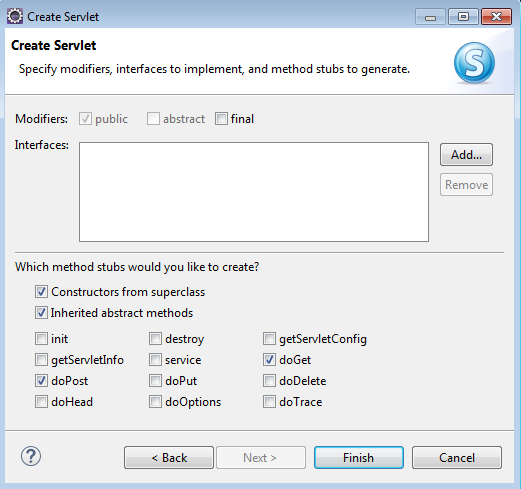 Create Servlet
Create Servlet
Specify modifiers, interfaces to implement, and method stubs to generate.
S
Modifiers: public abstract final
Interfaces:
Add...
Remove
Which method stubs would you like to create?
Constructors from superclass
Inherited abstract methods
init destroy getServletConfig
getServletInfo service doGet
doPost doPut doDelete
doHead doOptions doTrace
? < Back Next > Finish Cancel